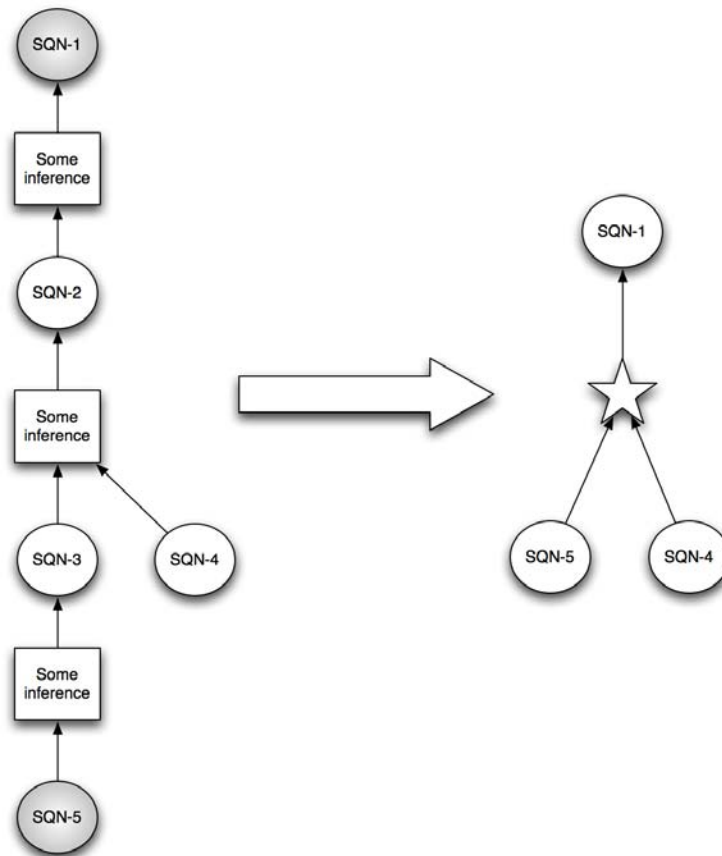 SQN-1
Some
inference
SQN-2
Some
inference
SQN-3
SQN-4
Some
inference
SQN-5
SQN-1
SQN-5
SQN-4